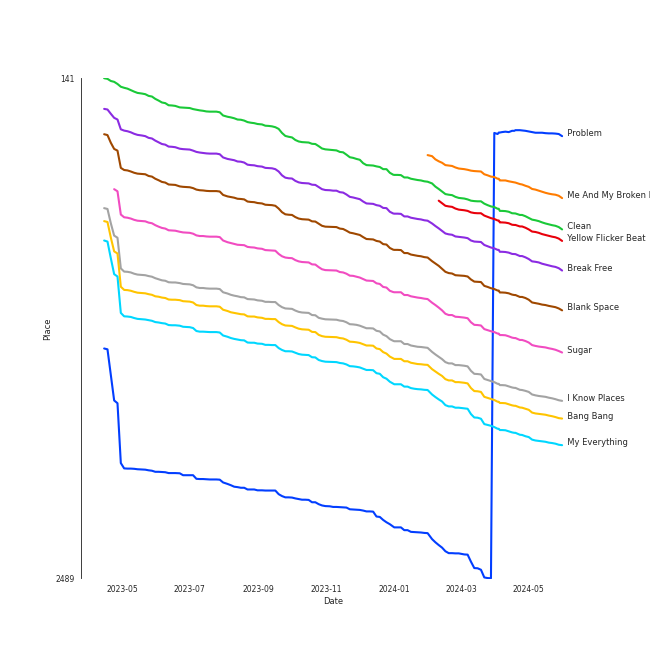 141
Problem
Me And My Broken
Clean
Yellow Flicker Beat
Break Free
Blank Space
Place
Sugar
I Know Places
Bang Bang
My Everything
2489
2023-05 2023-07 2023-09 2023-11 2024-01 2024-03 2024-05
Date